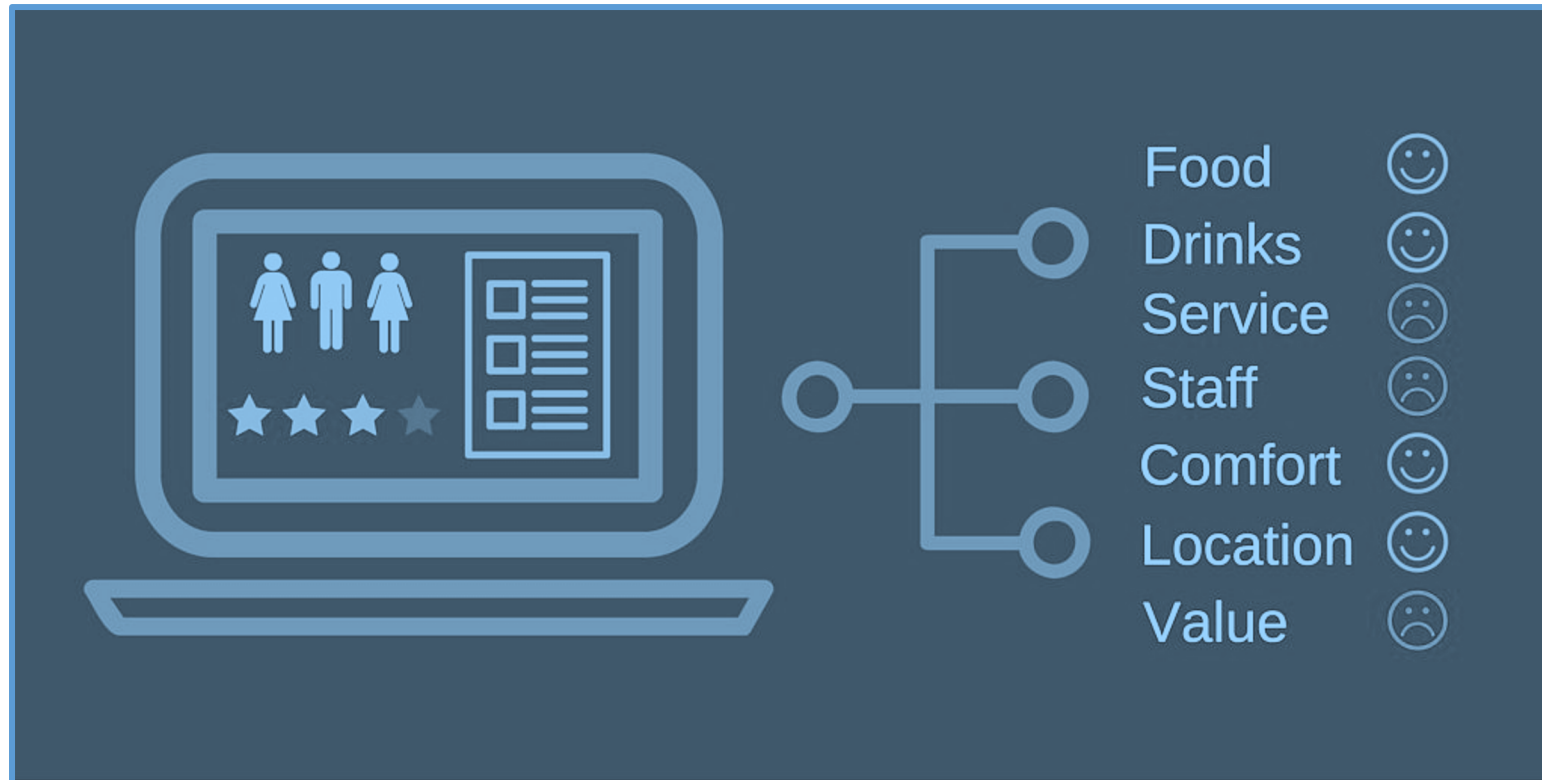 Food
Drinks
Service
Staff
Comfort
Location
Value